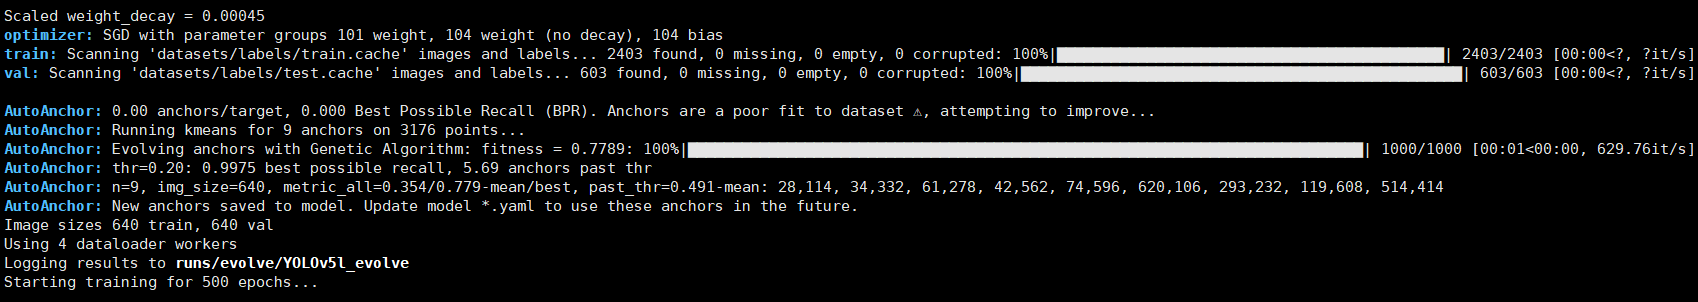 Scaled weight_decay = 0.00045
optimizer: SGD with parameter groups 101 weight, 104 weight (no decay), 104 bias
train: Scanning 'datasets/labels/train.cache' images and labels... 2403 found, 0 missing, 0 empty, 0 corrupted: 100%|██████████| 2403/2403 [00:00<?, ?it/s]
val: Scanning 'datasets/labels/test.cache' images and labels... 603 found, 0 missing, 0 empty, 0 corrupted: 100%|██████████| 603/603 [00:00<?, ?it/s]
AutoAnchor: 0.00 anchors/target, 0.000 Best Possible Recall (BPR). Anchors are a poor fit to dataset ⚠, attempting to improve...
AutoAnchor: Running kmeans for 9 anchors on 3176 points...
AutoAnchor: Evolving anchors with Genetic Algorithm: fitness = 0.7789: 100%|██████████| 1000/1000 [00:01<00:00, 629.76it/s]
AutoAnchor: thr=0.20: 0.9975 best possible recall, 5.69 anchors past thr
AutoAnchor: n=9, img_size=640, metric_all=0.354/0.779-mean/best, past_thr=0.491-mean: 28,114, 34,332, 61,278, 42,562, 74,596, 620,106, 293,232, 119,608, 514,414
AutoAnchor: New anchors saved to model. Update model *.yaml to use these anchors in the future.
Image sizes 640 train, 640 val
Using 4 dataloader workers
Logging results to runs/evolve/YOLOv5l_evolve
Starting training for 500 epochs...